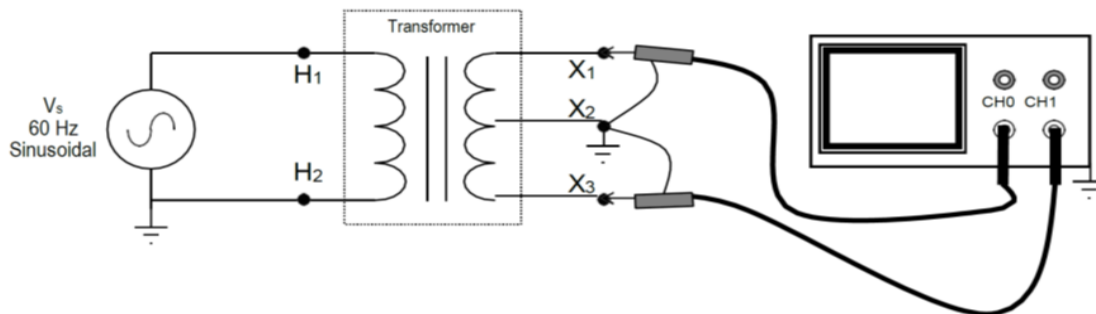 Transformer
H1
X1
Vs
60 Hz
Sinusoidal
X2
CH0 CH1
H2
X3